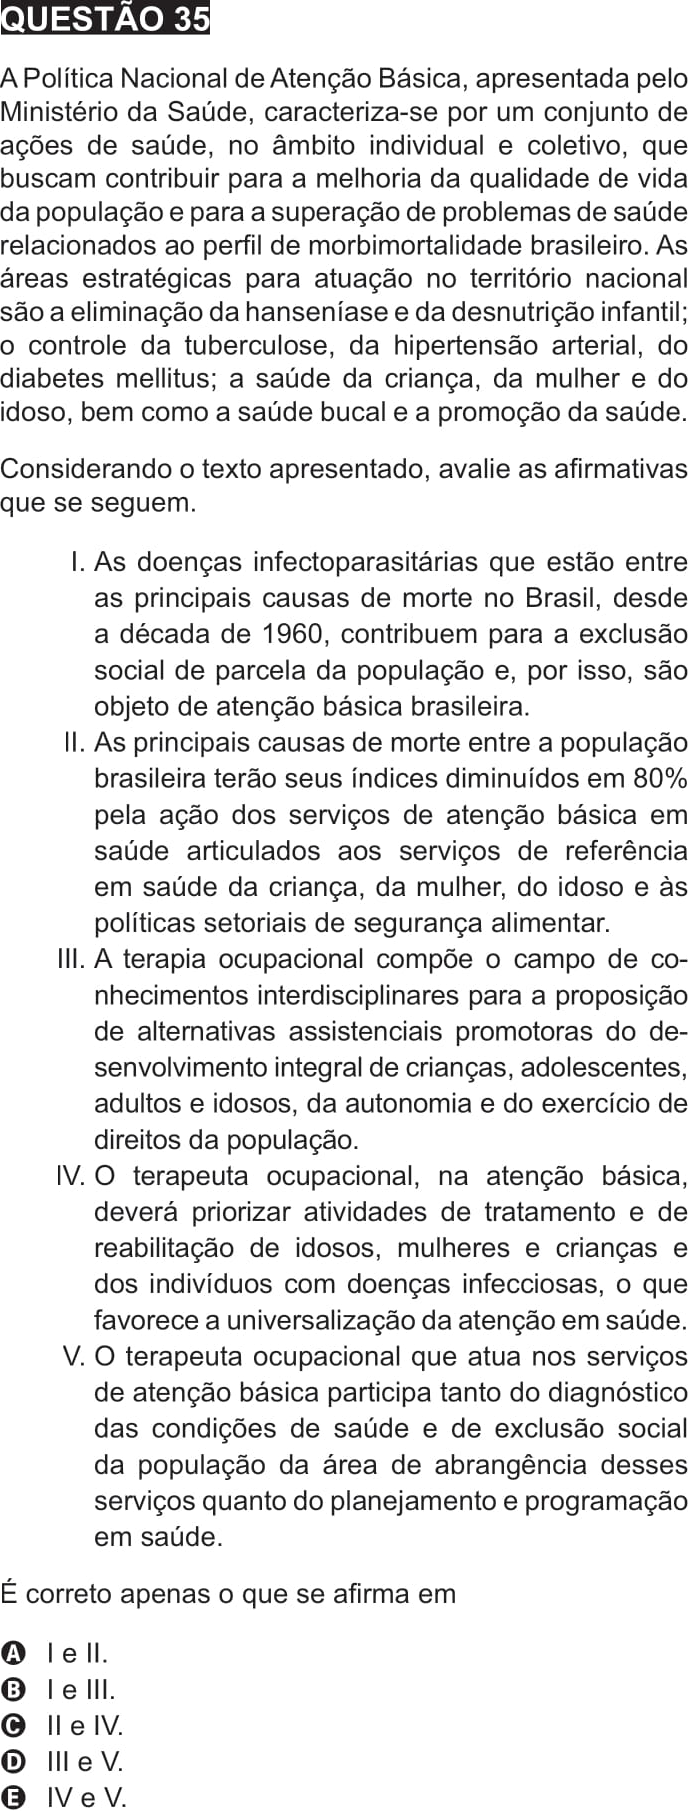 QUESTÃO 35
A Política Nacional de Atenção Básica, apresentada pelo
Ministério da Saúde, caracteriza-se por um conjunto de
ações de saúde, no âmbito individual e coletivo, que
buscam contribuir para a melhoria da qualidade de vida
da população e para a superação de problemas de saúde
relacionados ao perfil de morbimortalidade brasileiro. As
áreas estratégicas para atuação no território nacional
são a eliminação da hanseníase e da desnutrição infantil;
o controle da tuberculose, da hipertensão arterial, do
diabetes mellitus; a saúde da criança, da mulher e do
idoso, bem como a saúde bucal e a promoção da saúde.
Considerando o texto apresentado, avalie as afirmativas
que se seguem.
I. As doenças infectoparasitárias que estão entre
as principais causas de morte no Brasil, desde
a década de 1960, contribuem para a exclusão
social de parcela da população e, por isso, são
objeto de atenção básica brasileira.
II. As principais causas de morte entre a população
brasileira terão seus índices diminuídos em 80%
pela ação dos serviços de atenção básica em
saúde articulados aos serviços de referência
em saúde da criança, da mulher, do idoso e às
políticas setoriais de segurança alimentar.
III. A terapia ocupacional compõe o campo de co-
nhecimentos interdisciplinares para a proposição
de alternativas assistenciais promotoras do de-
senvolvimento integral de crianças, adolescentes,
adultos e idosos, da autonomia e do exercício de
direitos da população.
IV. O terapeuta ocupacional, na atenção básica,
deverá priorizar atividades de tratamento e de
reabilitação de idosos, mulheres e crianças e
dos indivíduos com doenças infecciosas, o que
favorece a universalização da atenção em saúde.
V. O terapeuta ocupacional que atua nos serviços
de atenção básica participa tanto do diagnóstico
das condições de saúde e de exclusão social
da população da área de abrangência desses
serviços quanto do planejamento e programação
em saúde.
É correto apenas o que se afirma em
A I e II.
B I e III.
C II e IV.
D III e V.
E IV e V.